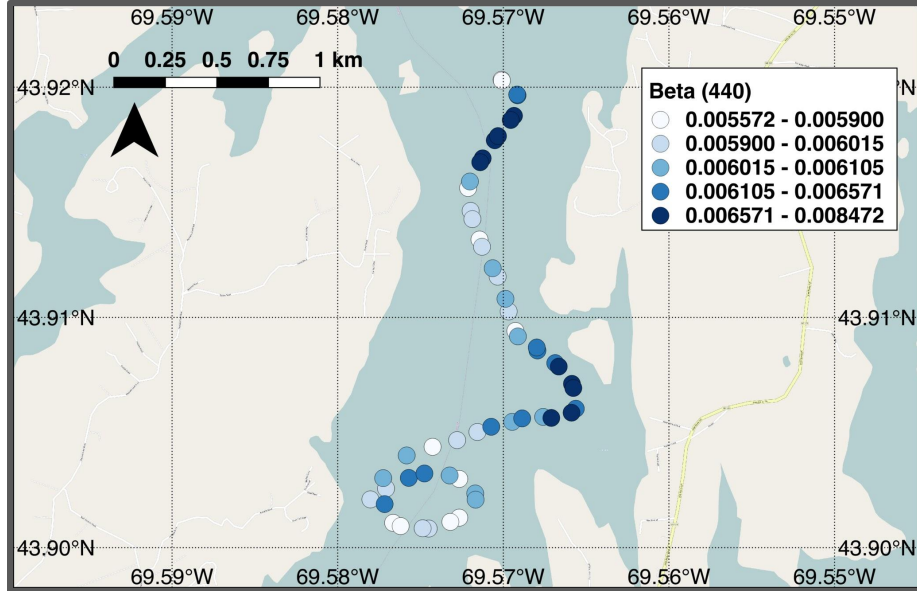 69.59°W 69.58°W 69.57°W 69.56°W 69.55°W
0 0.25 0.5 0.75 1 km
43.92°N
°N
Beta (440)
0.005572 - 0.005900
0.005900 - 0.006015
0.006015 - 0.006105
0.006105 - 0.006571
0.006571 - 0.008472
43.91°N 43.91°N
43.90°N 43.90°N
69.59°W 69.58°W 69.57°W 69.56°W 69.55°W